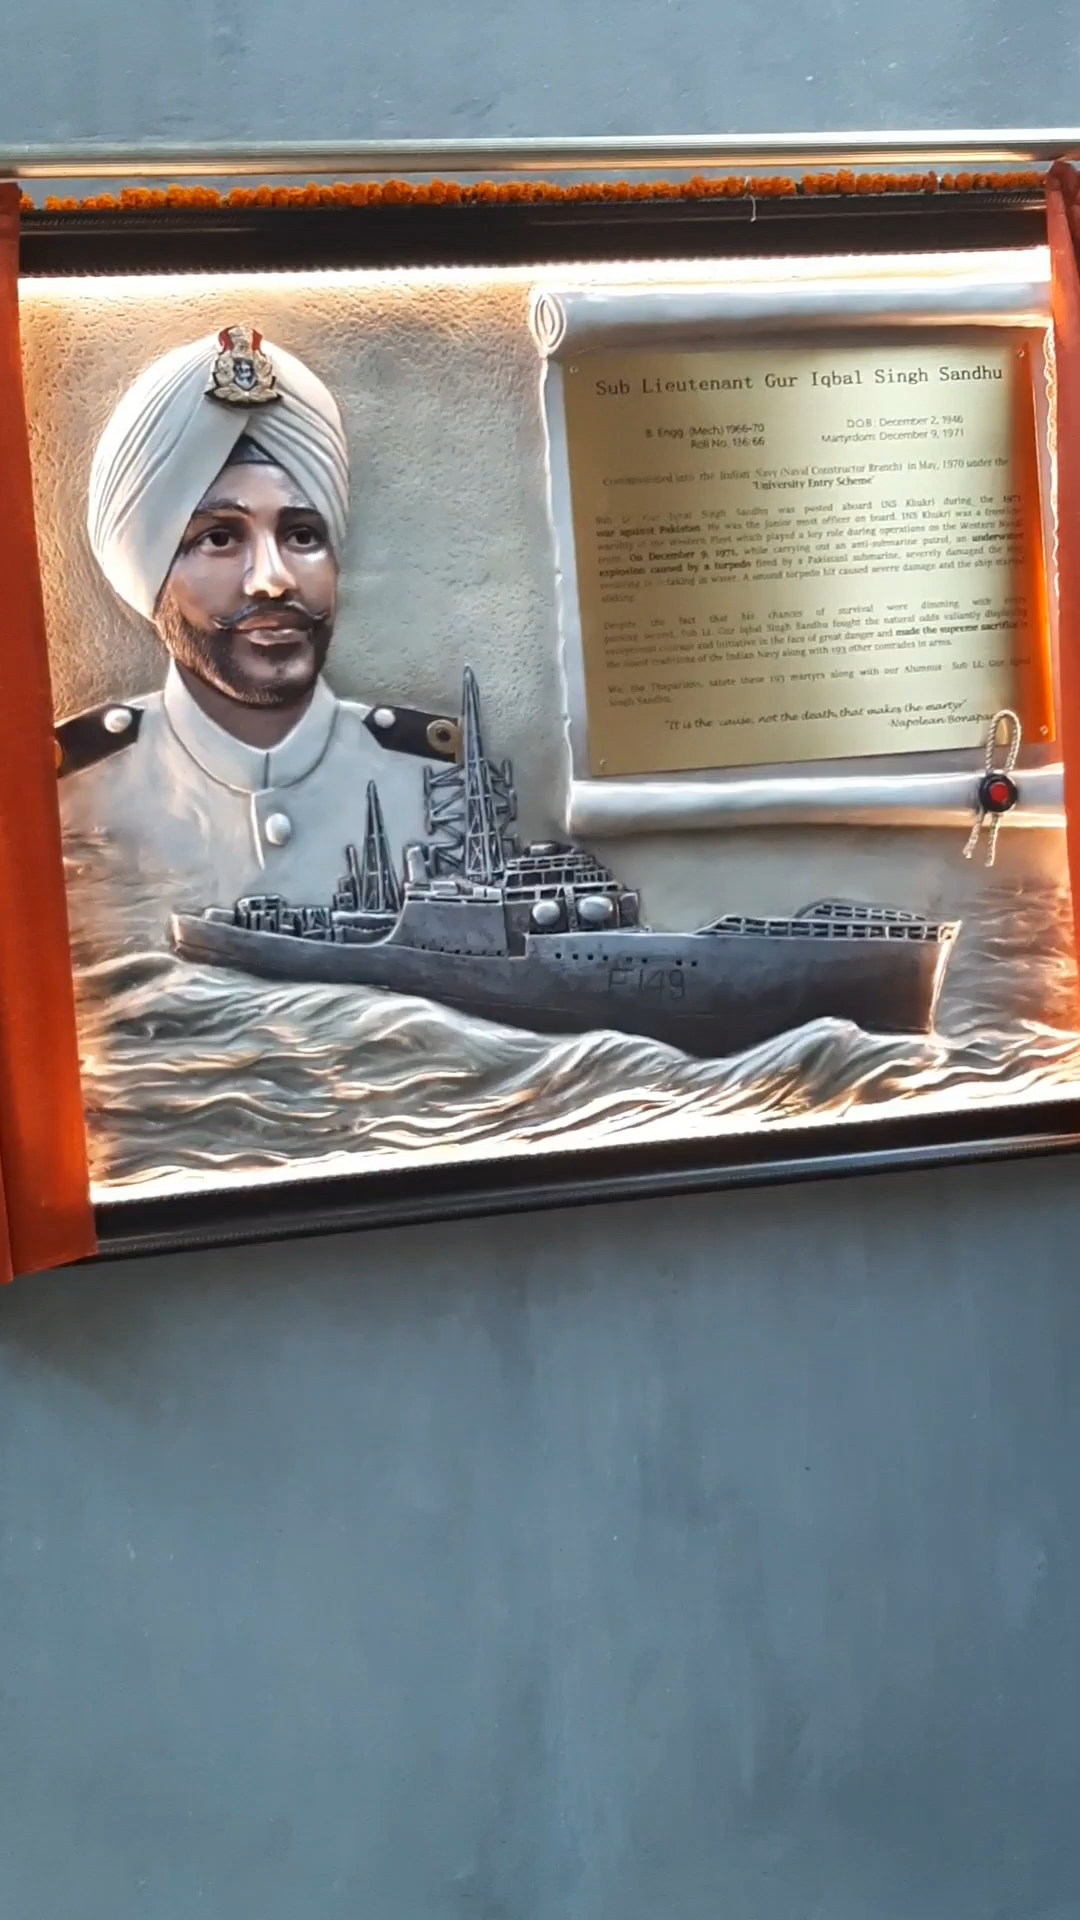 Sub Lieutenant Gur Iqbal Singh Sandhu
B. Engg. (Mech) 1966-70
Roll No. 136/66
D.O.B: December 2, 1946
Martyrdom: December 9, 1971
Commissioned into the Indian Navy (Naval Constructor Branch) in May, 1970 under the
"University Entry Scheme"
Sub Lt Gur Iqbal Singh Sandhu was posted aboard INS Khukri during the 1971
war against Pakistan. He was the junior most officer on board. INS Khukri was a frontline
warship of the Western Fleet which played a key role during operations on the Western Naval
On December 9, 1971, while carrying out an anti-submarine patrol, an underwater
explosion caused by a torpedo fired by a Pakistani submarine, severely damaged the
taking in water. A second torpedo hit caused severe damage and the ship started
sinking.
Despite the fact that his chances of survival were dimming with every
passing second, Sub Lt. Gur Iqbal Singh Sandhu fought the natural odds valiantly displaying
exceptional courage and initiative in the face of great danger and made the supreme sacrifice in
the finest traditions of the Indian Navy along with 193 other comrades in arms.
We, the Thaparians, salute these 193 martyrs along with our Alumnus Sub Lt. Gur Iqbal
Singh Sandhu.
"It is the cause, not the death, that makes the martyr"
-Napolean Bonapa
F149